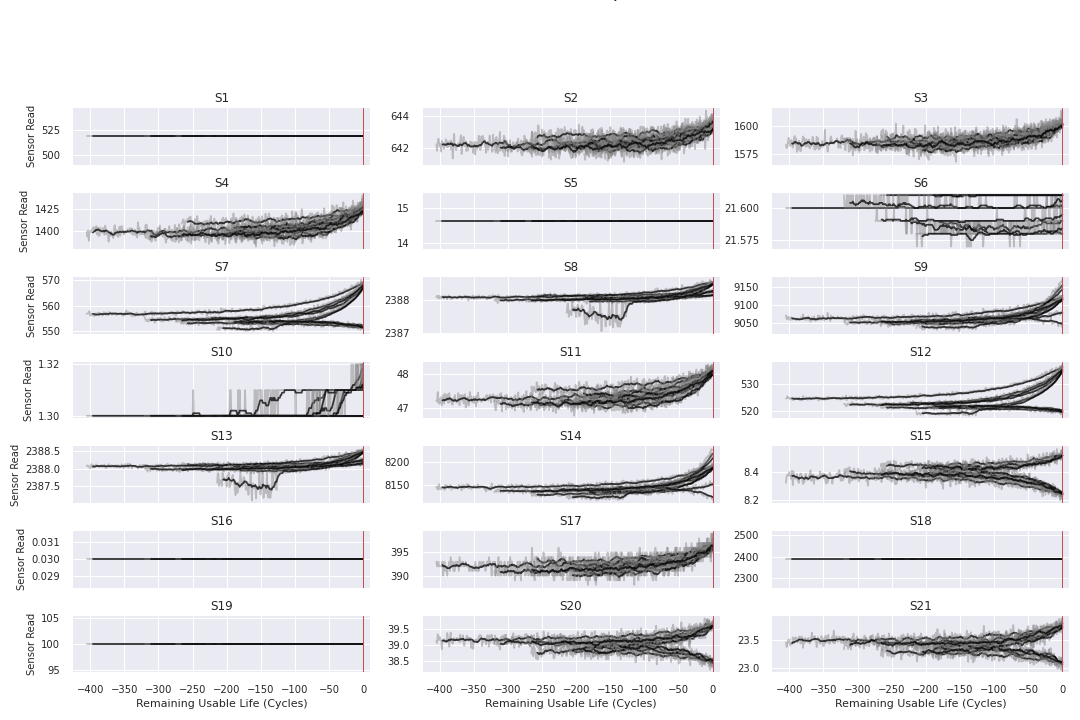 S1
S2
S3
Sensor Read
525
500
644
642
1600
1575
S4
S5
S6
Sensor Read
1425
1400
15
14
21.600
21.575
S7
S8
S9
Sensor Read
570
560
550
2388
2387
9150
9100
9050
S10
S11
S12
Sensor Read
1.32
1.30
48
47
530
520
S13
S14
S15
Sensor Read
2388.5
2388.0
2387.5
8200
8150
8.4
8.2
S16
S17
S18
Sensor Read
0.031
0.030
0.029
395
390
2500
2400
2300
S19
S20
S21
Sensor Read
105
100
95
39.5
39.0
38.5
23.5
23.0
−400 −350 −300 −250 −200 −150 −100 −50 0
−400 −350 −300 −250 −200 −150 −100 −50 0
−400 −350 −300 −250 −200 −150 −100 −50 0
Remaining Usable Life (Cycles)
Remaining Usable Life (Cycles)
Remaining Usable Life (Cycles)